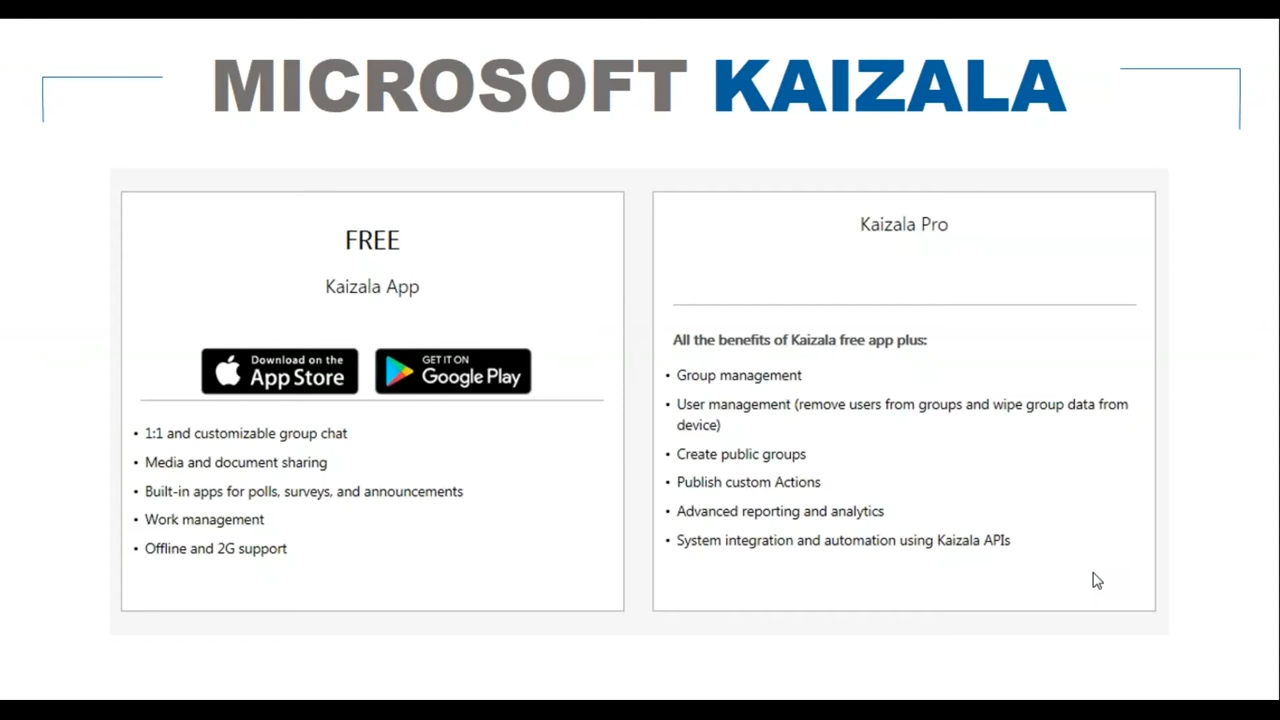 MICROSOFT KAIZALA
FREE
Kaizala App
Download on the
App Store
GET IT ON
Google Play
• 1:1 and customizable group chat
• Media and document sharing
• Built-in apps for polls, surveys, and announcements
• Work management
• Offline and 2G support
Kaizala Pro
All the benefits of Kaizala free app plus:
• Group management
• User management (remove users from groups and wipe group data from
device)
• Create public groups
• Publish custom Actions
• Advanced reporting and analytics
• System integration and automation using Kaizala APIs